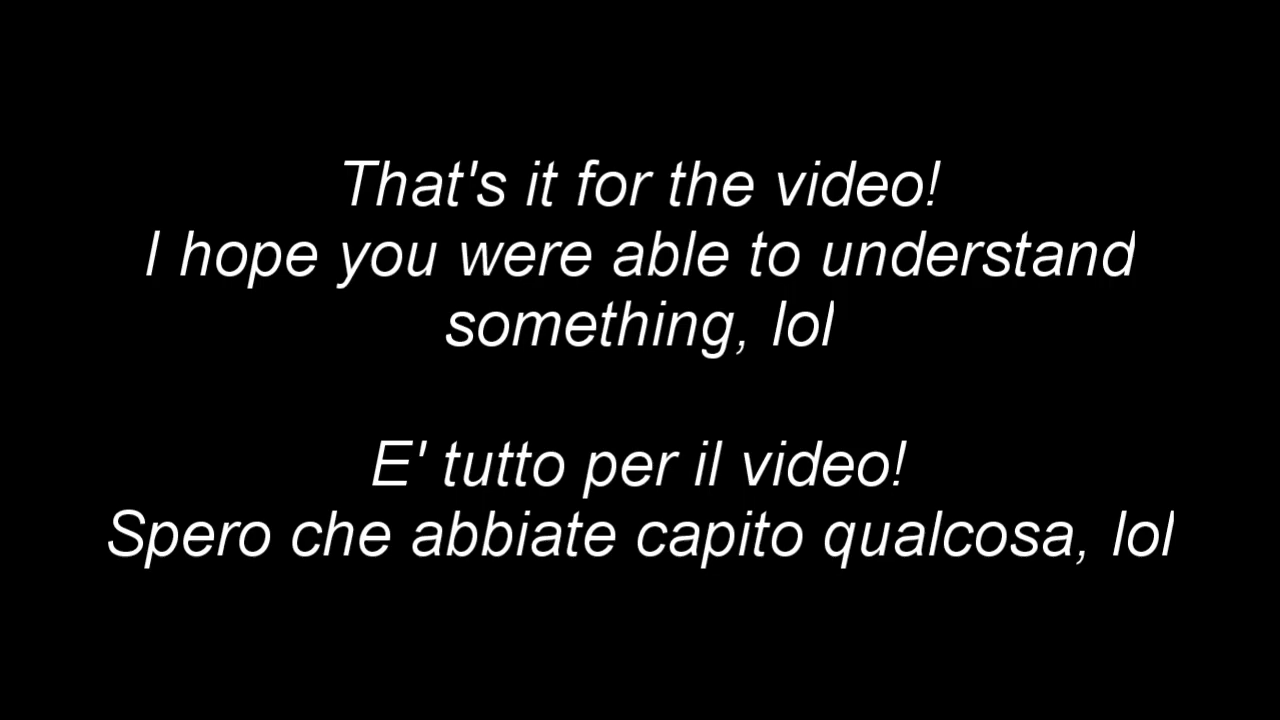 That's it for the video!
I hope you were able to understand
something, lol
E' tutto per il video!
Spero che abbiate capito qualcosa, lol